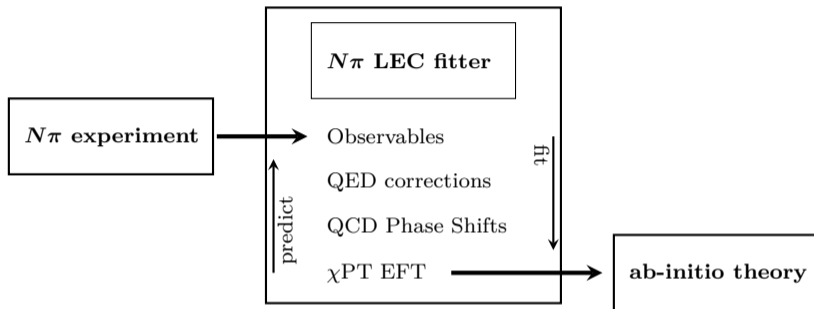 Nπ LEC fitter
Nπ experiment
Observables
QED corrections
QCD Phase Shifts
χPT EFT
predict
fit
ab-initio theory